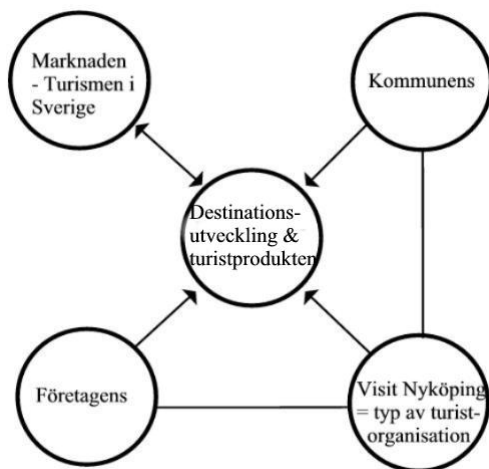 Marknaden
- Turismen i
Sverige
Kommunens
Destinations-
utveckling &
turistprodukten
Företagens
Visit Nyköping
= typ av turist-
organisation